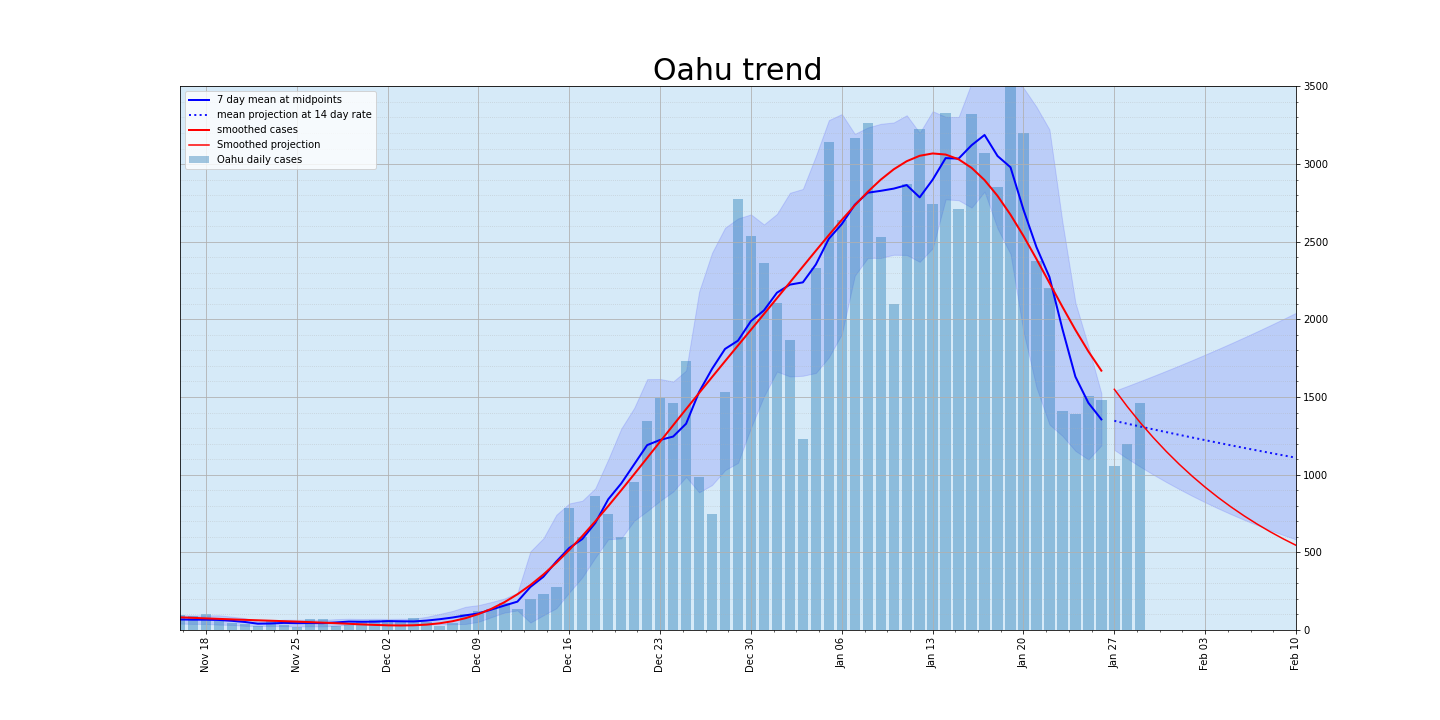 Oahu trend
7 day mean at midpoints
mean projection at 14 day rate
smoothed cases
Smoothed projection
Oahu daily cases
3500
3000
2500
2000
1500
1000
500
0
Nov 18
Nov 25
Dec 02
Dec 09
Dec 16
Dec 23
Dec 30
Jan 06
Jan 13
Jan 20
Jan 27
Feb 03
Feb 10